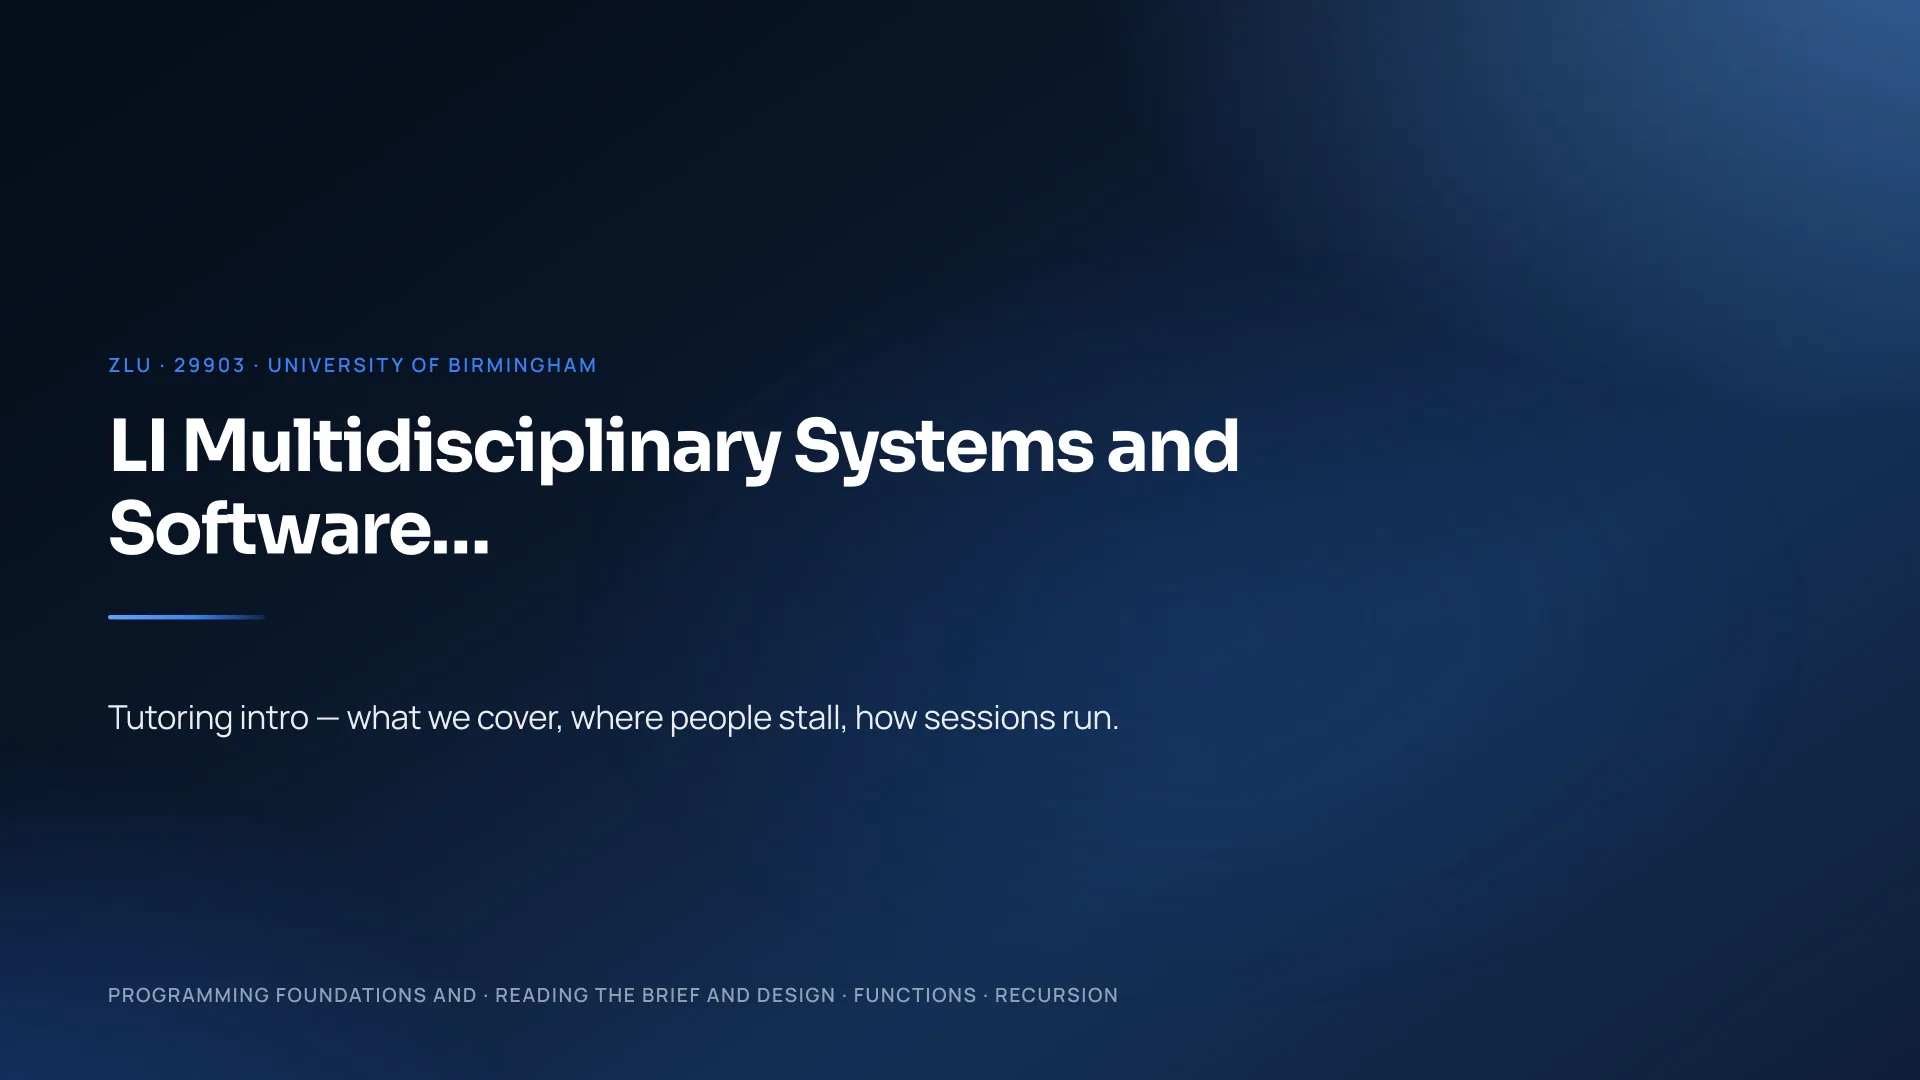 ZLU · 29903 · UNIVERSITY OF BIRMINGHAM
LI Multidisciplinary Systems and
Software...
Tutoring intro — what we cover, where people stall, how sessions run.
PROGRAMMING FOUNDATIONS AND · READING THE BRIEF AND DESIGN · FUNCTIONS · RECURSION